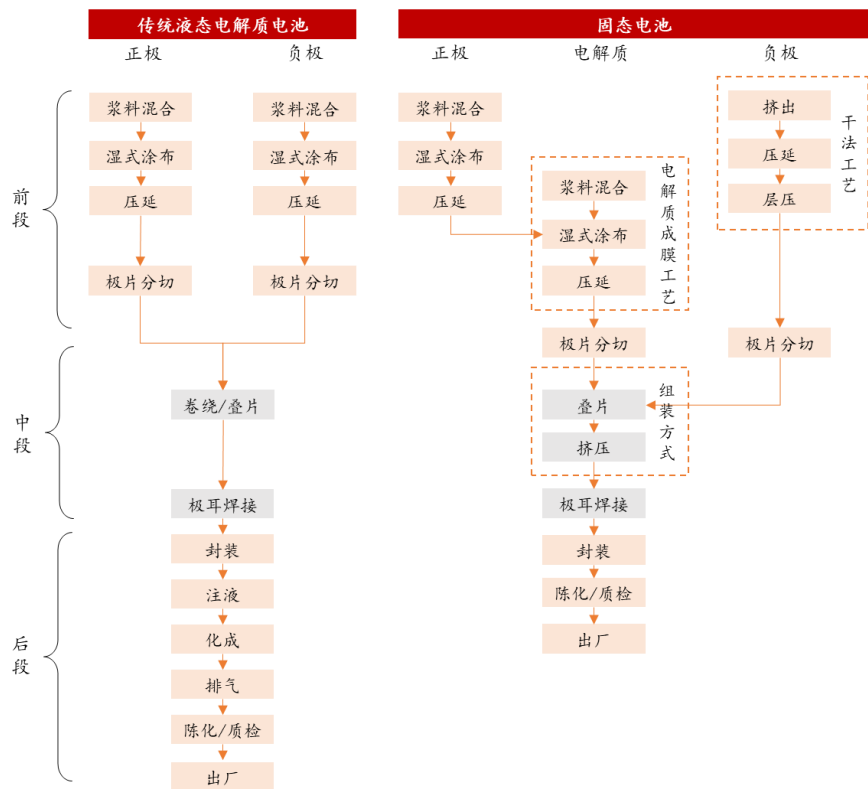 传统液态电解质电池
正极
负极
前段
浆料混合
湿式涂布
压延
极片分切
浆料混合
湿式涂布
压延
极片分切
中段
卷绕/叠片
极耳焊接
后段
封装
注液
化成
排气
陈化/质检
出厂
固态电池
正极
电解质
负极
浆料混合
湿式涂布
压延
浆料混合
湿式涂布
压延
电解质成膜工艺
挤出
压延
层压
干法工艺
极片分切
极片分切
叠片
挤压
组装方式
极耳焊接
封装
陈化/质检
出厂